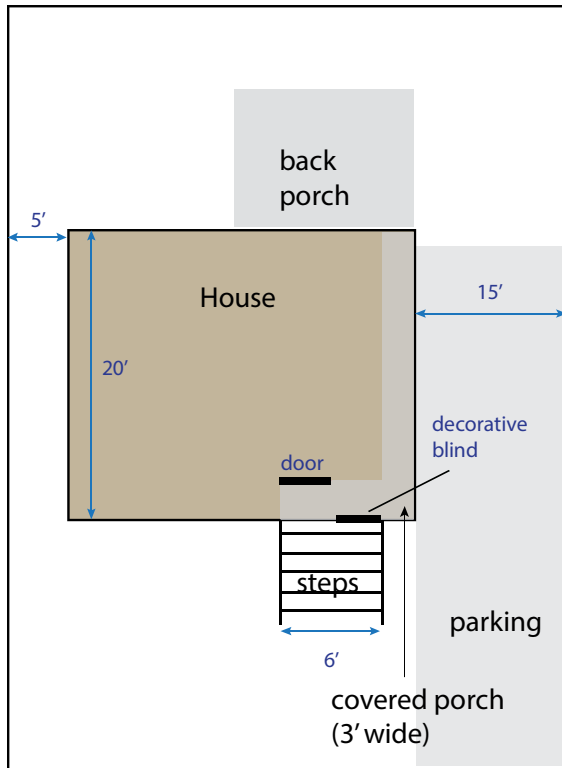 back
porch
5’
House
15’
20’
decorative
blind
door
steps
parking
6’
covered porch
(3’ wide)